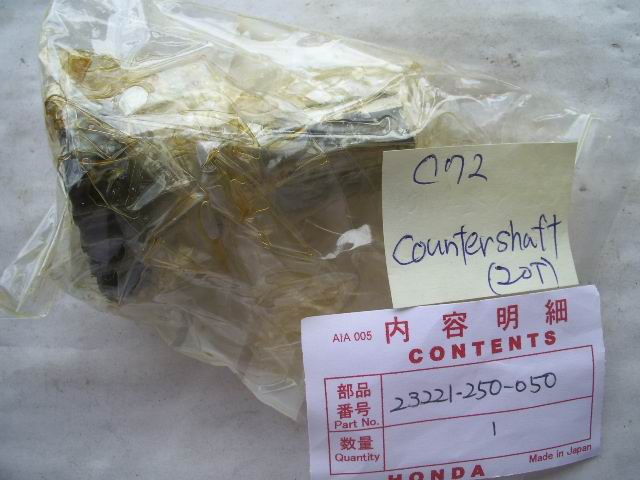 C72
Countershaft
(20T)
AIA 005 内容明細
CONTENTS
部品
番号
Part No.
23221-250-050
数量
Quantity
1
Made in Japan
HONDA